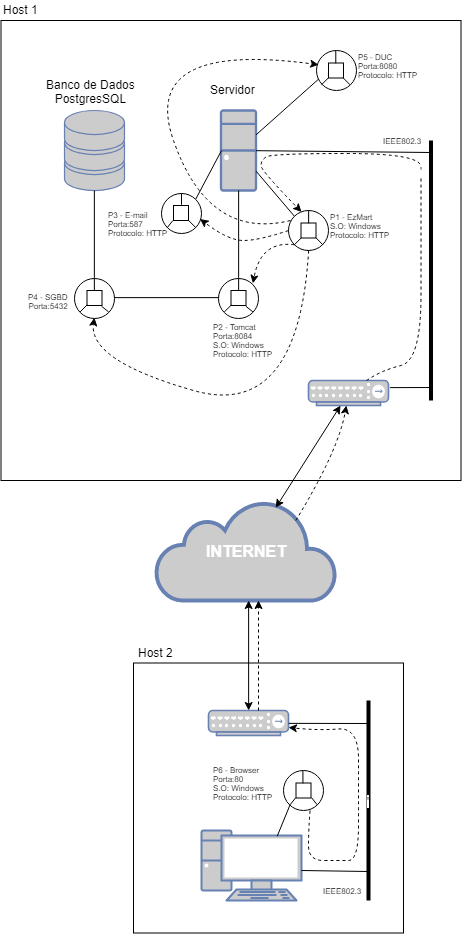 Host 1
P5 - DUC
Porta:8080
Protocolo: HTTP
Banco de Dados
PostgresSQL
Servidor
IEEE802.3
P3 - E-mail
Porta:587
Protocolo: HTTP
P1 - EzMart
S.O: Windows
Protocolo: HTTP
P4 - SGBD
Porta:5432
P2 - Tomcat
Porta:8084
S.O: Windows
Protocolo: HTTP
INTERNET
Host 2
P6 - Browser
Porta:80
S.O: Windows
Protocolo: HTTP
IEEE802.3